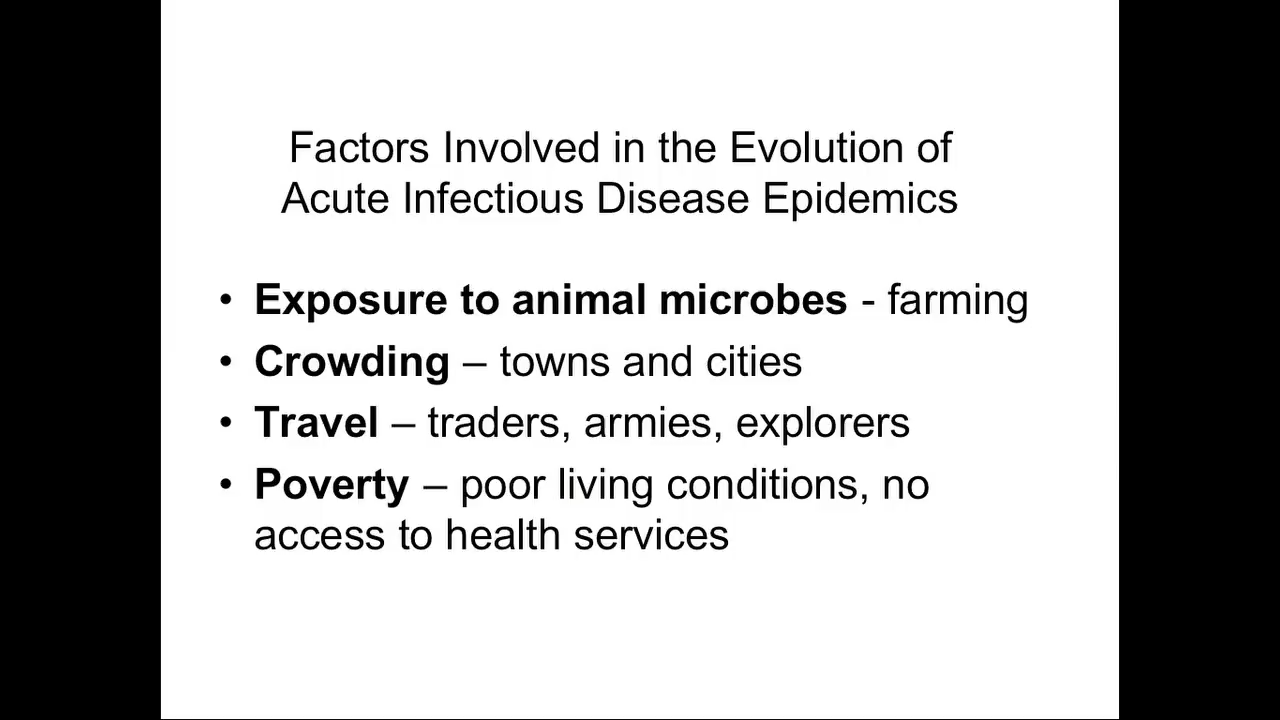 Factors Involved in the Evolution of
Acute Infectious Disease Epidemics
• Exposure to animal microbes - farming
• Crowding – towns and cities
• Travel – traders, armies, explorers
• Poverty – poor living conditions, no
access to health services